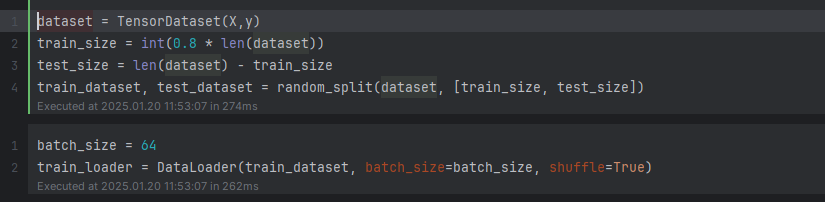 1 dataset = TensorDataset(X,y)
2 train_size = int(0.8 * len(dataset))
3 test_size = len(dataset) - train_size
4 train_dataset, test_dataset = random_split(dataset, [train_size, test_size])
Executed at 2025.01.20 11:53:07 in 274ms
1 batch_size = 64
2 train_loader = DataLoader(train_dataset, batch_size=batch_size, shuffle=True)
Executed at 2025.01.20 11:53:07 in 262ms